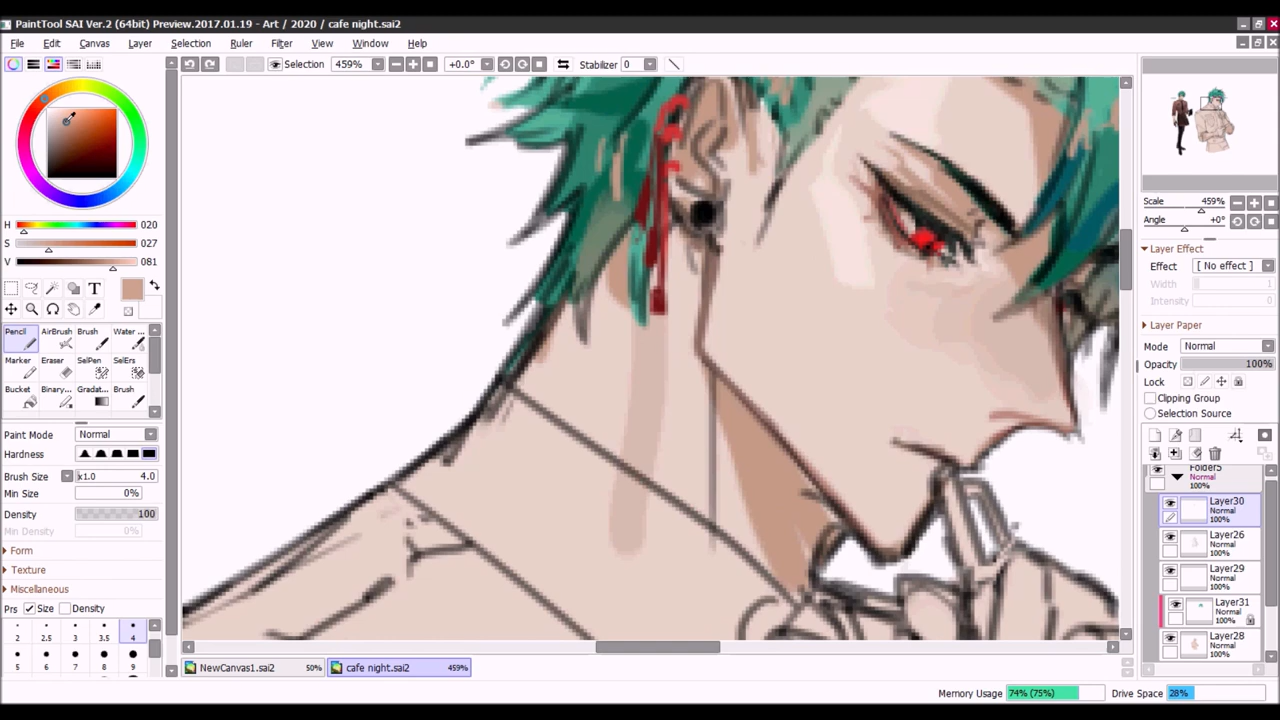 PaintTool SAI Ver.2 (64bit) Preview.2017.01.19 - Art / 2020 / cafe night.sai2
File Edit Canvas Layer Selection Ruler Filter View Window Help
Selection 459% +0.0° Stabilizer 0
H 020
S 027
V 081
T
Pencil AirBrush Brush Water ...
Marker Eraser SelPen SelErs
Bucket Binary... Gradat... Brush
Paint Mode Normal
Hardness
Brush Size x1.0 4.0
Min Size 0%
Density 100
Min Density 0%
Form
Texture
Miscellaneous
Prs Size Density
2 2.5 3 3.5 4
5 6 7 8 9
NewCanvas1.sai2 50% cafe night.sai2 459%
Memory Usage 74% (75%) Drive Space 28%
Scale 459%
Angle +0°
Layer Effect
Effect [ No effect ]
Width 1
Intensity 0
Layer Paper
Mode Normal
Opacity 100%
Lock
Clipping Group
Selection Source
Folder5
Normal
100%
Layer30
Normal
100%
Layer26
Normal
100%
Layer29
Normal
100%
Layer31
Normal
100%
Layer28
Normal
100%